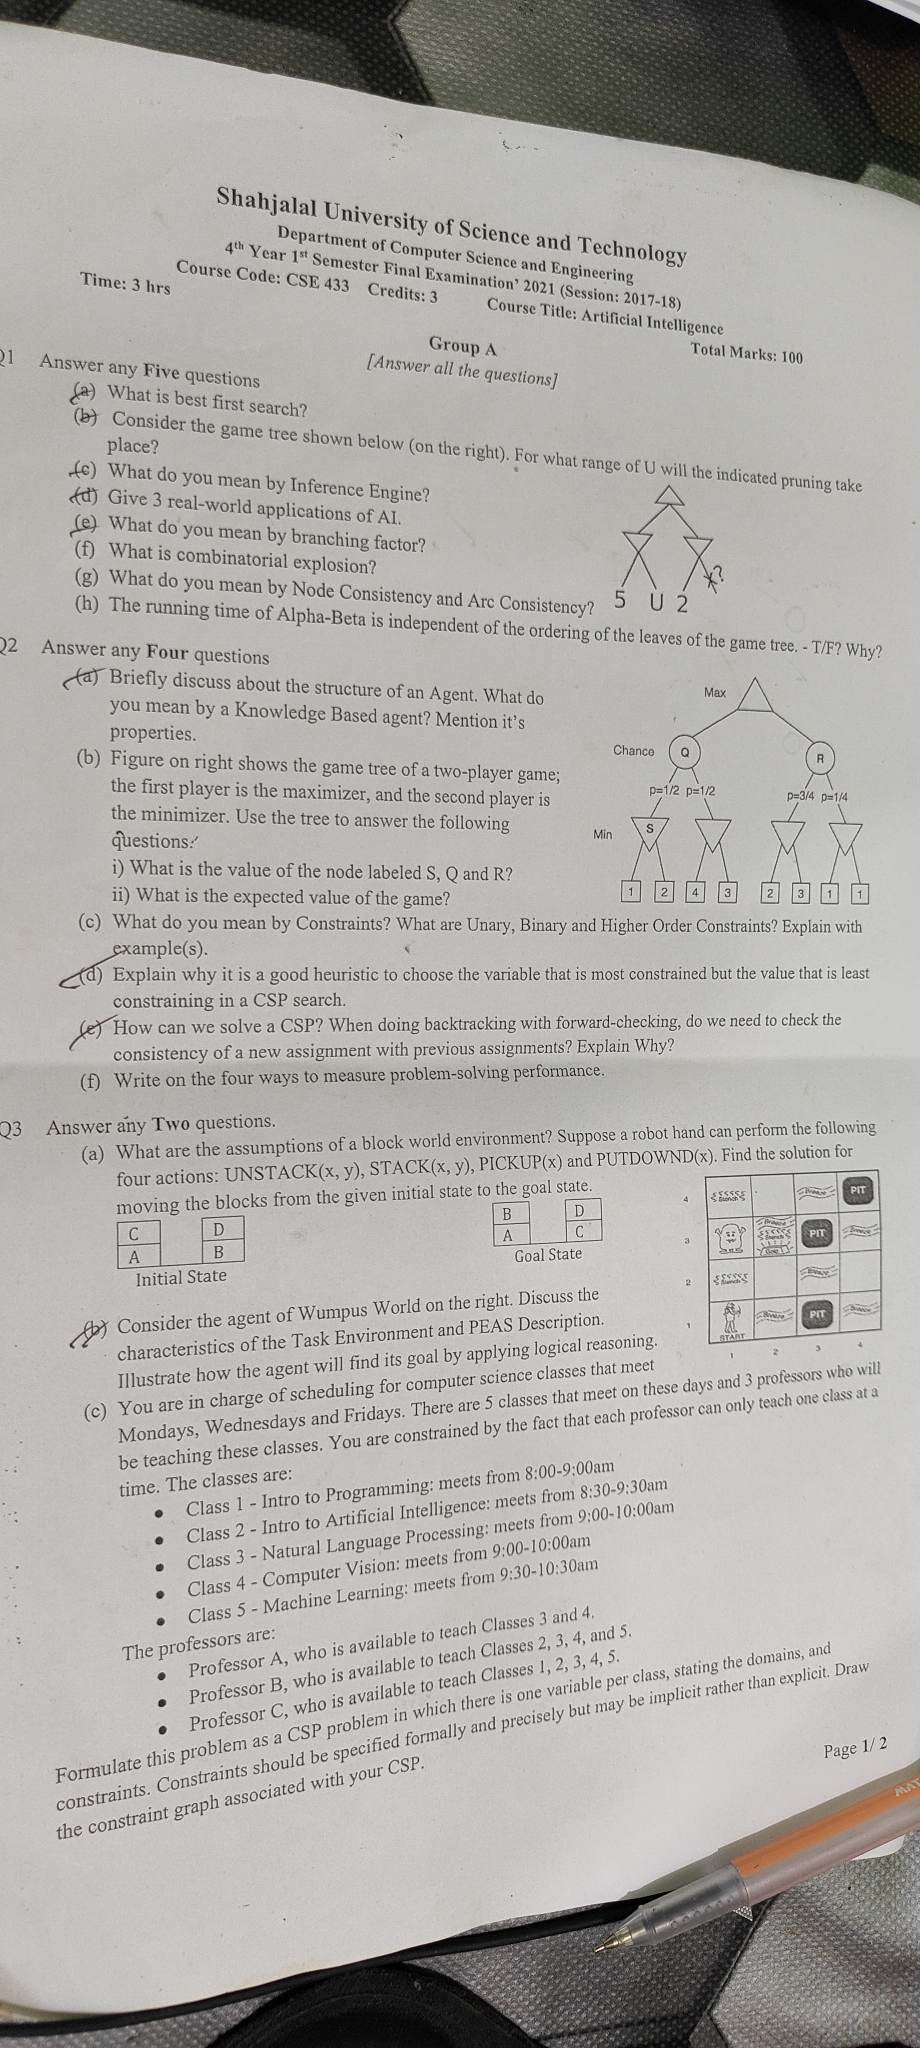 Shahjalal University of Science and Technology
Department of Computer Science and Engineering
4th Year 1st Semester Final Examination' 2021 (Session: 2017-18)
Course Code: CSE 433 Credits: 3 Course Title: Artificial Intelligence
Time: 3 hrs
Total Marks: 100
Group A
[Answer all the questions]
Q1 Answer any Five questions
(a) What is best first search?
(b) Consider the game tree shown below (on the right). For what range of U will the indicated pruning take
place?
(c) What do you mean by Inference Engine?
(d) Give 3 real-world applications of AI.
(e) What do you mean by branching factor?
(f) What is combinatorial explosion?
(g) What do you mean by Node Consistency and Arc Consistency?
?
5 U 2
(h) The running time of Alpha-Beta is independent of the ordering of the leaves of the game tree. - T/F? Why?
Q2 Answer any Four questions
(a) Briefly discuss about the structure of an Agent. What do
you mean by a Knowledge Based agent? Mention it's
properties.
(b) Figure on right shows the game tree of a two-player game;
the first player is the maximizer, and the second player is
the minimizer. Use the tree to answer the following
questions:
i) What is the value of the node labeled S, Q and R?
ii) What is the expected value of the game?
Max
Chance Q R
p=1/2 p=1/2 p=3/4 p=1/4
Min S
1 2 4 3 2 3 1 1
(c) What do you mean by Constraints? What are Unary, Binary and Higher Order Constraints? Explain with
example(s).
(d) Explain why it is a good heuristic to choose the variable that is most constrained but the value that is least
constraining in a CSP search.
(e) How can we solve a CSP? When doing backtracking with forward-checking, do we need to check the
consistency of a new assignment with previous assignments? Explain Why?
(f) Write on the four ways to measure problem-solving performance.
Q3 Answer any Two questions.
(a) What are the assumptions of a block world environment? Suppose a robot hand can perform the following
four actions: UNSTACK(x, y), STACK(x, y), PICKUP(x) and PUTDOWND(x). Find the solution for
moving the blocks from the given initial state to the goal state.
C D
A B
Initial State
B D
A C
Goal State
4 Stench Breeze PIT
3 Breeze Stench Gold PIT Breeze
2 Stench Breeze
1 START Breeze PIT Breeze
1 2 3 4
(b) Consider the agent of Wumpus World on the right. Discuss the
characteristics of the Task Environment and PEAS Description.
Illustrate how the agent will find its goal by applying logical reasoning.
(c) You are in charge of scheduling for computer science classes that meet
Mondays, Wednesdays and Fridays. There are 5 classes that meet on these days and 3 professors who will
be teaching these classes. You are constrained by the fact that each professor can only teach one class at a
time. The classes are:
• Class 1 - Intro to Programming: meets from 8:00-9:00am
• Class 2 - Intro to Artificial Intelligence: meets from 8:30-9:30am
• Class 3 - Natural Language Processing: meets from 9:00-10:00am
• Class 4 - Computer Vision: meets from 9:00-10:00am
• Class 5 - Machine Learning: meets from 9:30-10:30am
The professors are:
• Professor A, who is available to teach Classes 3 and 4.
• Professor B, who is available to teach Classes 2, 3, 4, and 5.
• Professor C, who is available to teach Classes 1, 2, 3, 4, 5.
Formulate this problem as a CSP problem in which there is one variable per class, stating the domains, and
constraints. Constraints should be specified formally and precisely but may be implicit rather than explicit. Draw
the constraint graph associated with your CSP.
Page 1/ 2